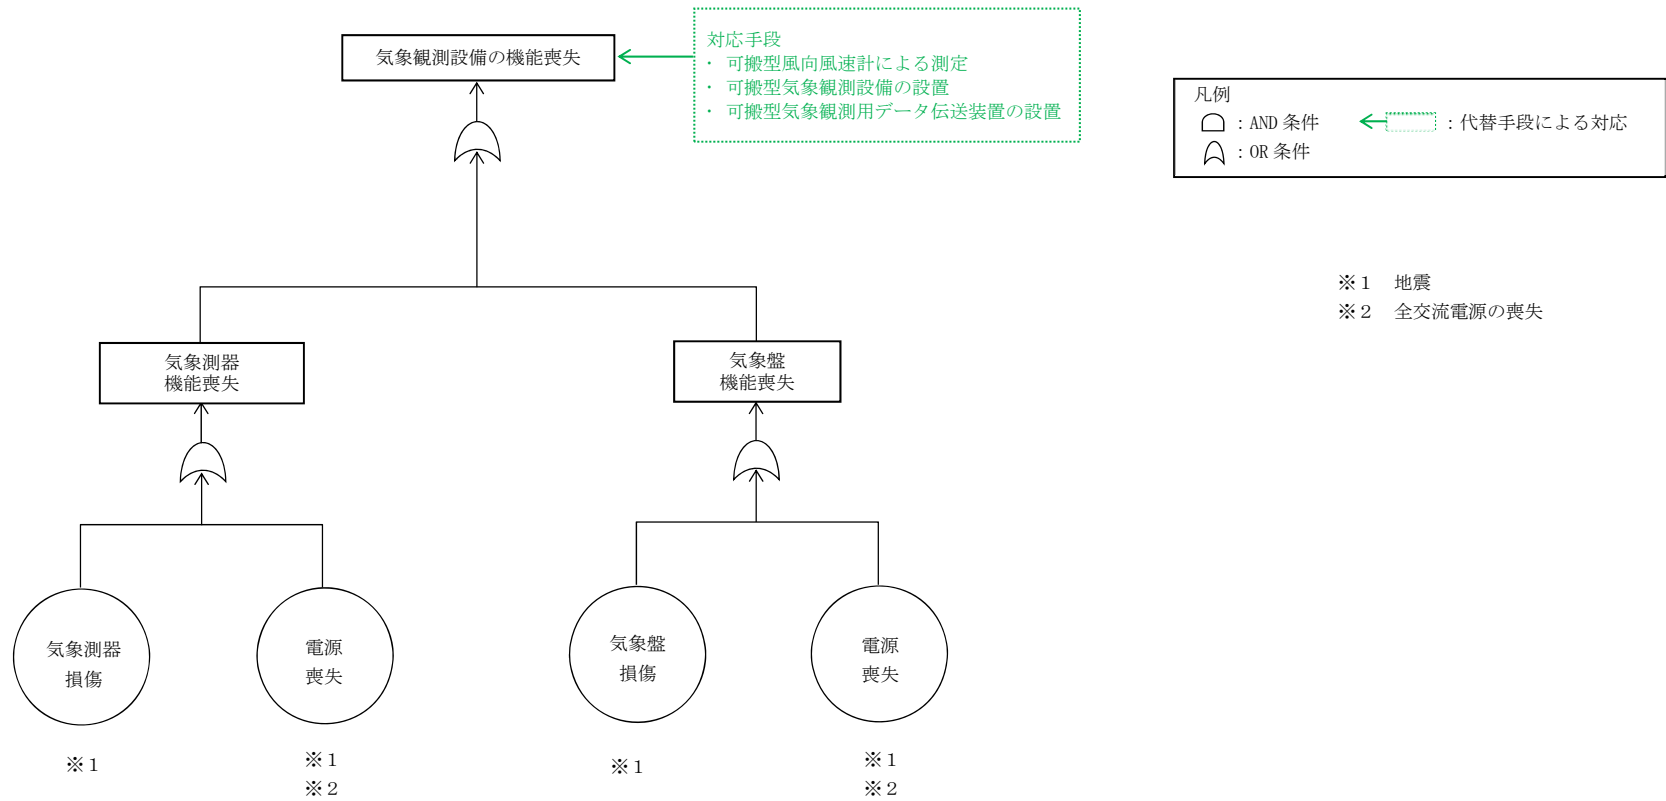 気象観測設備の機能喪失
対応手段
・ 可搬型風向風速計による測定
・ 可搬型気象観測設備の設置
・ 可搬型気象観測用データ伝送装置の設置
凡例
：AND 条件
：代替手段による対応
：OR 条件
※１　地震
※２　全交流電源の喪失
気象測器
機能喪失
気象盤
機能喪失
気象測器
損傷
電源
喪失
気象盤
損傷
電源
喪失
※１
※１
※２
※１
※１
※２